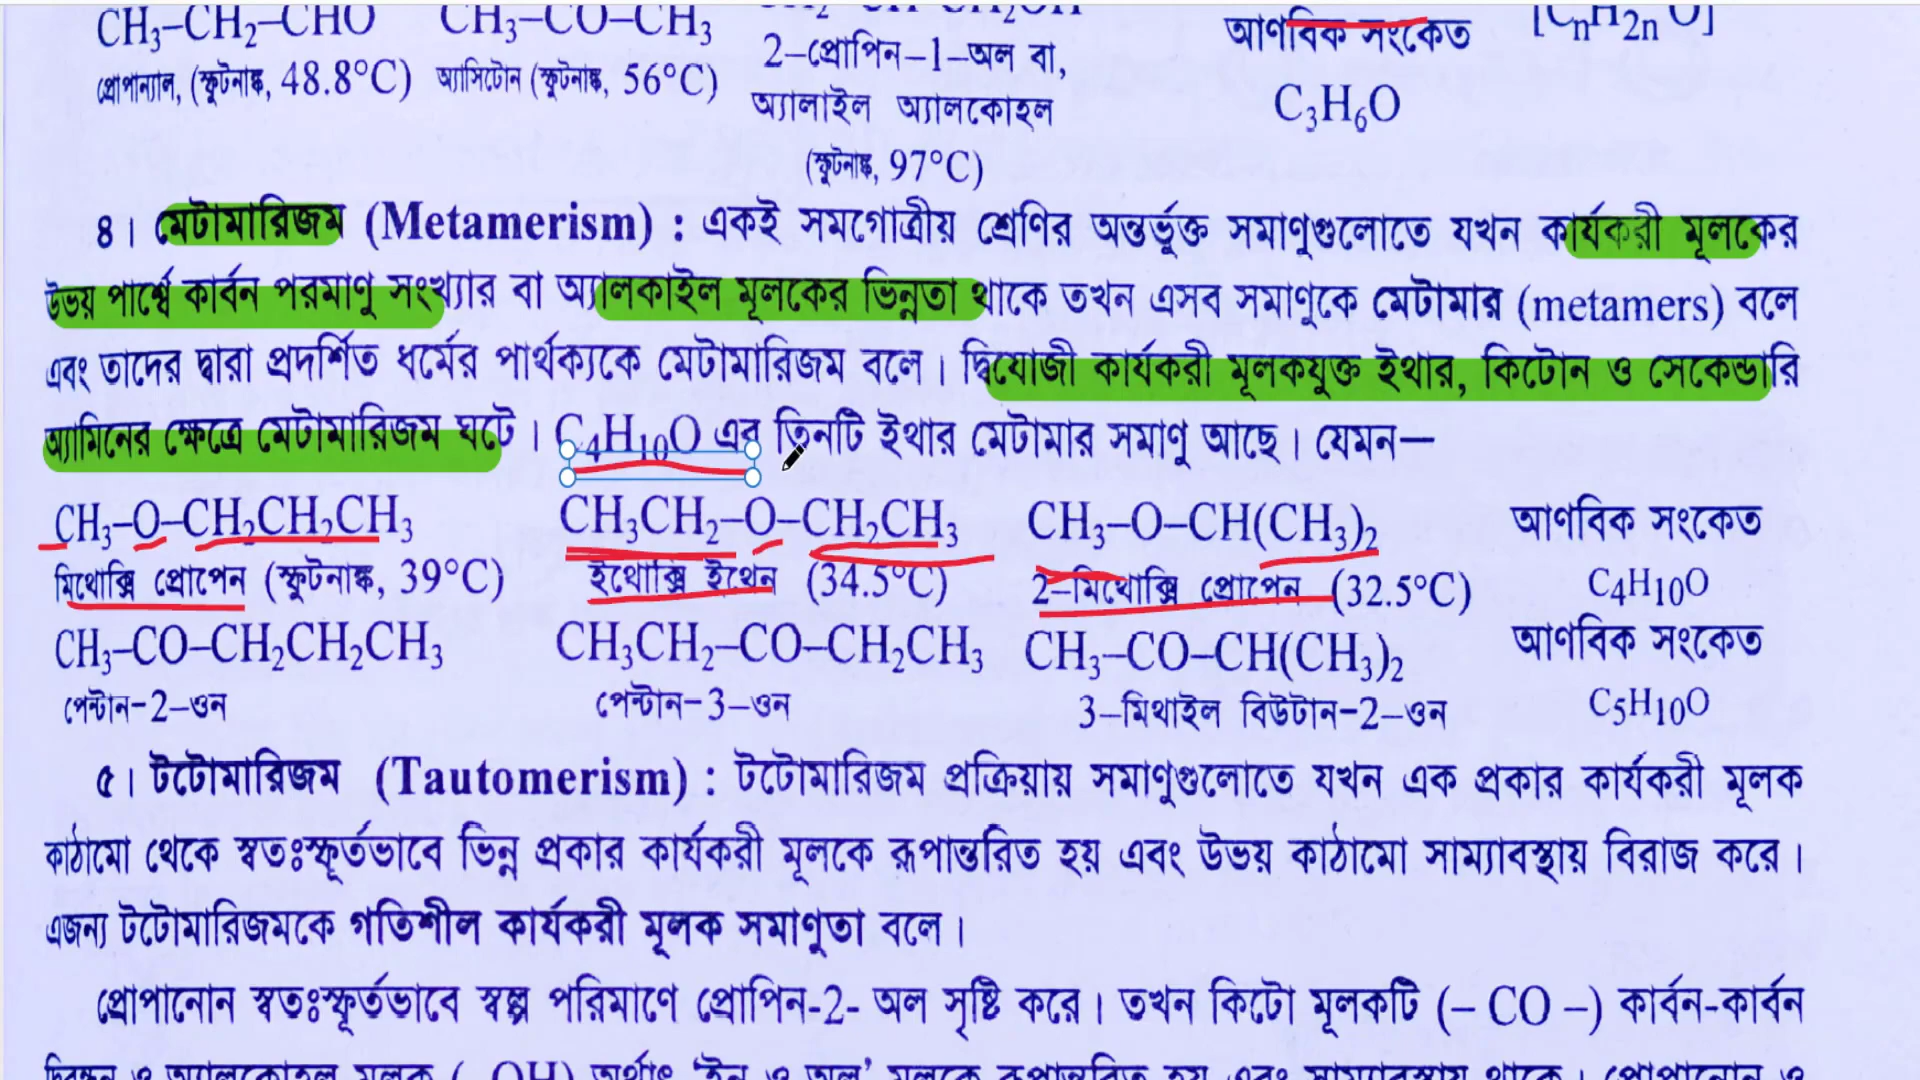 CH₃–CH₂–CHO CH₃–CO–CH₃
2–প্রোপিন–1–অল বা, আণবিক সংকেত [CₙH₂ₙ O]
প্রোপান্যাল, (স্ফুটনাঙ্ক, 48.8°C) অ্যাসিটোন (স্ফুটনাঙ্ক, 56°C)
অ্যালাইল অ্যালকোহল C₃H₆O
(স্ফুটনাঙ্ক, 97°C)
৪। মেটামারিজম (Metamerism) : একই সমগোত্রীয় শ্রেণির অন্তর্ভুক্ত সমাণুগুলোতে যখন কার্যকরী মূলকের
উভয় পার্শ্বে কার্বন পরমাণু সংখ্যার বা অ্যালকাইল মূলকের ভিন্নতা থাকে তখন এসব সমাণুকে মেটামার (metamers) বলে
এবং তাদের দ্বারা প্রদর্শিত ধর্মের পার্থক্যকে মেটামারিজম বলে। দ্বিযোজী কার্যকরী মূলকযুক্ত ইথার, কিটোন ও সেকেন্ডারি
অ্যামিনের ক্ষেত্রে মেটামারিজম ঘটে। C₄H₁₀O এর তিনটি ইথার মেটামার সমাণু আছে। যেমন—
CH₃–O–CH₂CH₂CH₃ CH₃CH₂–O–CH₂CH₃ CH₃–O–CH(CH₃)₂ আণবিক সংকেত
মিথোক্সি প্রোপেন (স্ফুটনাঙ্ক, 39°C) ইথোক্সি ইথেন (34.5°C) 2–মিথোক্সি প্রোপেন (32.5°C) C₄H₁₀O
CH₃–CO–CH₂CH₂CH₃ CH₃CH₂–CO–CH₂CH₃ CH₃–CO–CH(CH₃)₂ আণবিক সংকেত
পেন্টান–2–ওন পেন্টান–3–ওন 3–মিথাইল বিউটান–2–ওন C₅H₁₀O
৫। টটোমারিজম (Tautomerism) : টটোমারিজম প্রক্রিয়ায় সমাণুগুলোতে যখন এক প্রকার কার্যকরী মূলক
কাঠামো থেকে স্বতঃস্ফূর্তভাবে ভিন্ন প্রকার কার্যকরী মূলকে রূপান্তরিত হয় এবং উভয় কাঠামো সাম্যাবস্থায় বিরাজ করে।
এজন্য টটোমারিজমকে গতিশীল কার্যকরী মূলক সমাণুতা বলে।
প্রোপানোন স্বতঃস্ফূর্তভাবে স্বল্প পরিমাণে প্রোপিন-2- অল সৃষ্টি করে। তখন কিটো মূলকটি (– CO –) কার্বন-কার্বন